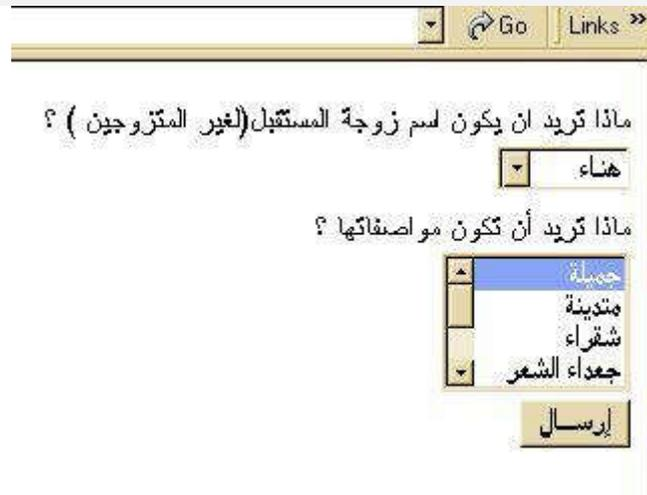 Go Links »
ماذا تريد ان يكون اسم زوجة المستقبل(لغير المتزوجين ) ؟
هناء
ماذا تريد أن تكون مواصفاتها ؟
جميلة
متدينة
شقراء
جعداء الشعر
إرسال